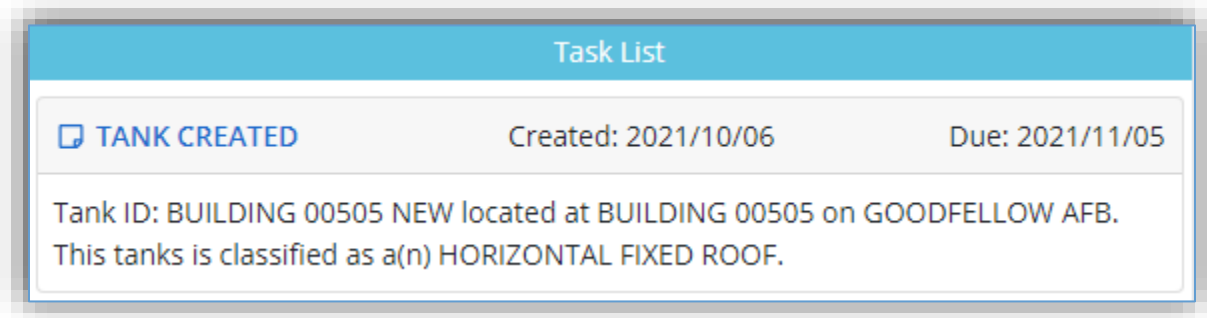 Task List
TANK CREATED Created: 2021/10/06 Due: 2021/11/05
Tank ID: BUILDING 00505 NEW located at BUILDING 00505 on GOODFELLOW AFB.
This tanks is classified as a(n) HORIZONTAL FIXED ROOF.